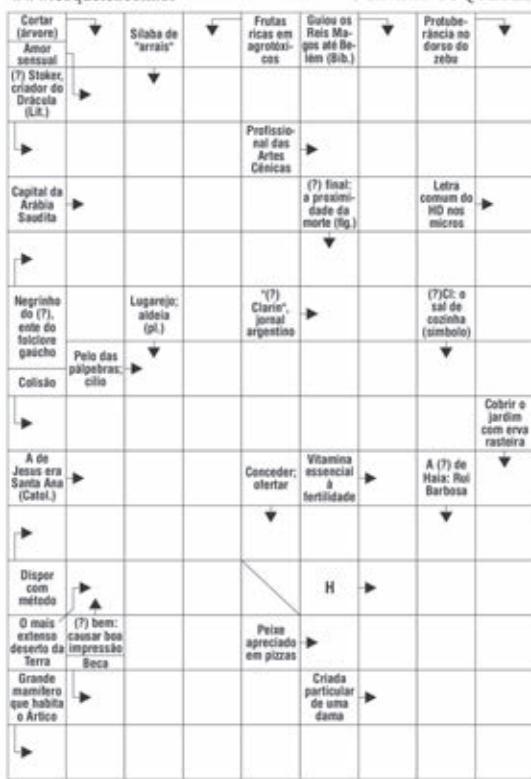 Cortar
(árvore)
Amor
sensual
Sílaba de
"arrais"
Frutas
ricas em
agrotóxi-
cos
Guiou os
Reis Ma-
gos até Be-
lém (Bíb.)
Protube-
rância no
dorso do
zebu
(?) Stoker,
criador do
Drácula
(Lit.)
Profissio-
nal das
Artes
Cênicas
Capital da
Arábia
Saudita
(?) final:
a proximi-
dade da
morte (fig.)
Letra
comum do
HD nos
micros
Negrinho
do (?),
ente do
folclore
gaúcho
Colisão
Lugarejo;
aldeia
(pl.)
"(?)
Clarín",
jornal
argentino
(?)Cl: o
sal de
cozinha
(símbolo)
Pelo das
pálpebras;
cílio
Cobrir o
jardim
com erva
rasteira
A de
Jesus era
Santa Ana
(Catol.)
Conceder;
ofertar
Vitamina
essencial
à
fertilidade
A (?) de
Haia: Rui
Barbosa
Dispor
com
método
H
O mais
extenso
deserto da
Terra
(?) bem:
causar boa
impressão
Beca
Peixe
apreciado
em pizzas
Grande
mamífero
que habita
o Ártico
Criada
particular
de uma
dama